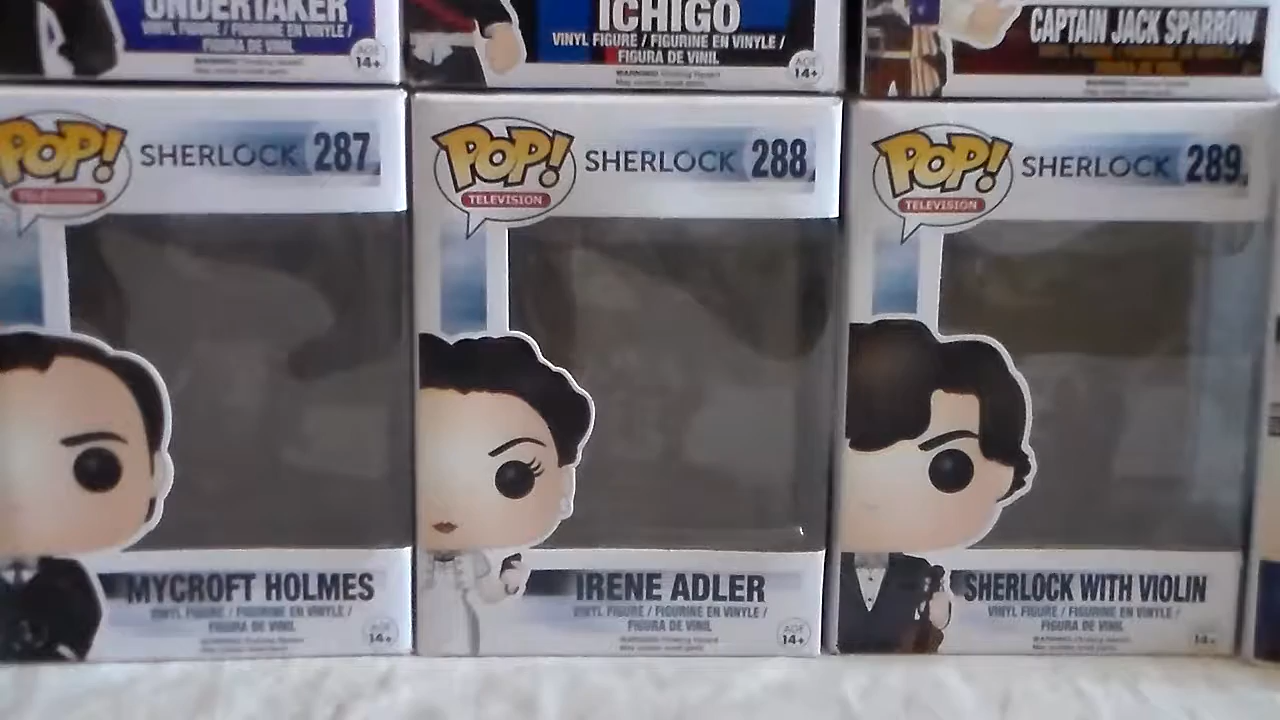 UNDERTAKER
VINYL FIGURE / FIGURINE EN VINYLE /
FIGURA DE VINIL
AGE
14+
ICHIGO
VINYL FIGURE / FIGURINE EN VINYLE /
FIGURA DE VINIL
AGE
14+
CAPTAIN JACK SPARROW
POP!
TELEVISION
SHERLOCK 287
POP!
TELEVISION
SHERLOCK 288
POP!
TELEVISION
SHERLOCK 289
MYCROFT HOLMES
VINYL FIGURE / FIGURINE EN VINYLE /
FIGURA DE VINIL
AGE
14+
IRENE ADLER
VINYL FIGURE / FIGURINE EN VINYLE /
FIGURA DE VINIL
AGE
14+
SHERLOCK WITH VIOLIN
VINYL FIGURE / FIGURINE EN VINYLE /
FIGURA DE VINIL
14+